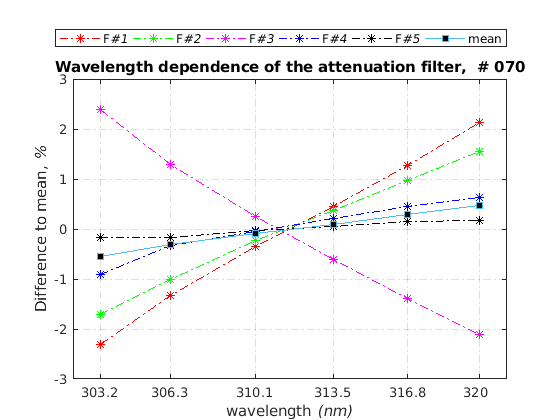 F#1 F#2 F#3 F#4 F#5 mean
Wavelength dependence of the attenuation filter, # 070
3
2
1
0
-1
-2
-3
Difference to mean, %
303.2 306.3 310.1 313.5 316.8 320
wavelength (nm)